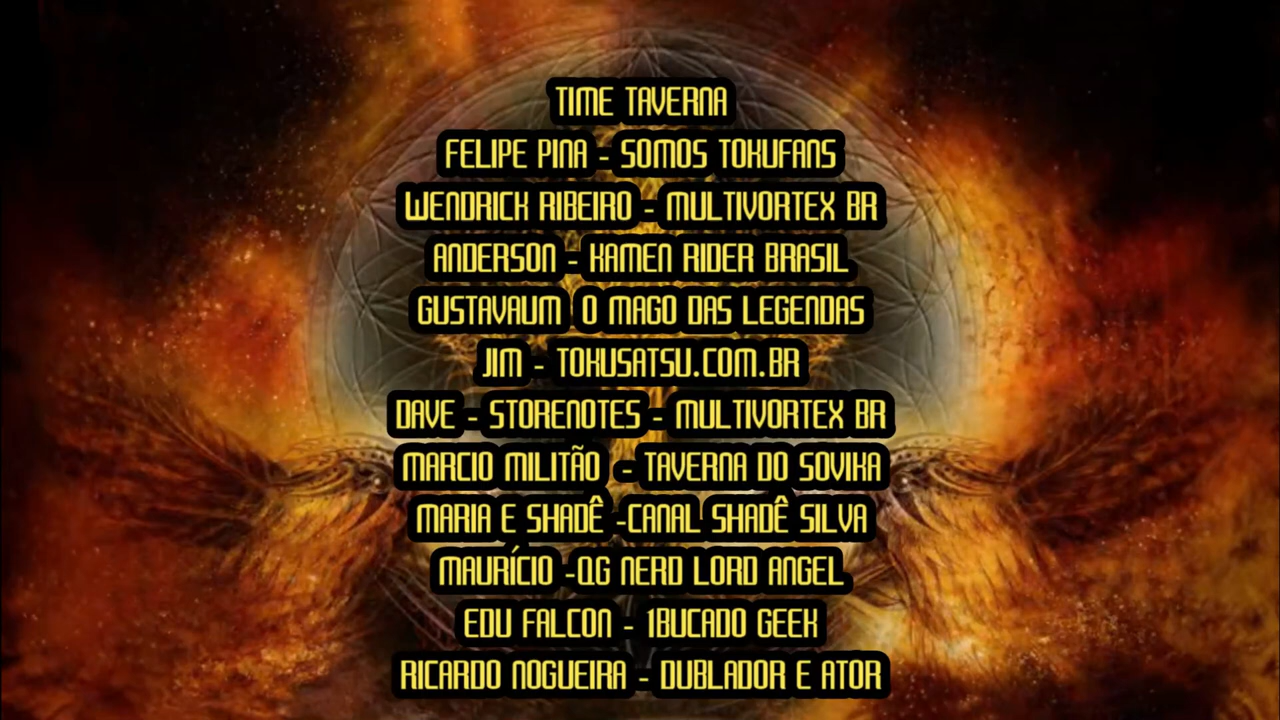 TIME TAVERNA
FELIPE PINA - SOMOS TOKUFANS
WENDRICK RIBEIRO - MULTIVORTEX BR
ANDERSON - KAMEN RIDER BRASIL
GUSTAVAUM O MAGO DAS LEGENDAS
JIM - TOKUSATSU.COM.BR
DAVE - STORENOTES - MULTIVORTEX BR
MARCIO MILITÃO - TAVERNA DO SOVIKA
MARIA E SHADÊ -CANAL SHADÊ SILVA
MAURÍCIO -QG NERD LORD ANGEL
EDU FALCON - 1BUCADO GEEK
RICARDO NOGUEIRA - DUBLADOR E ATOR